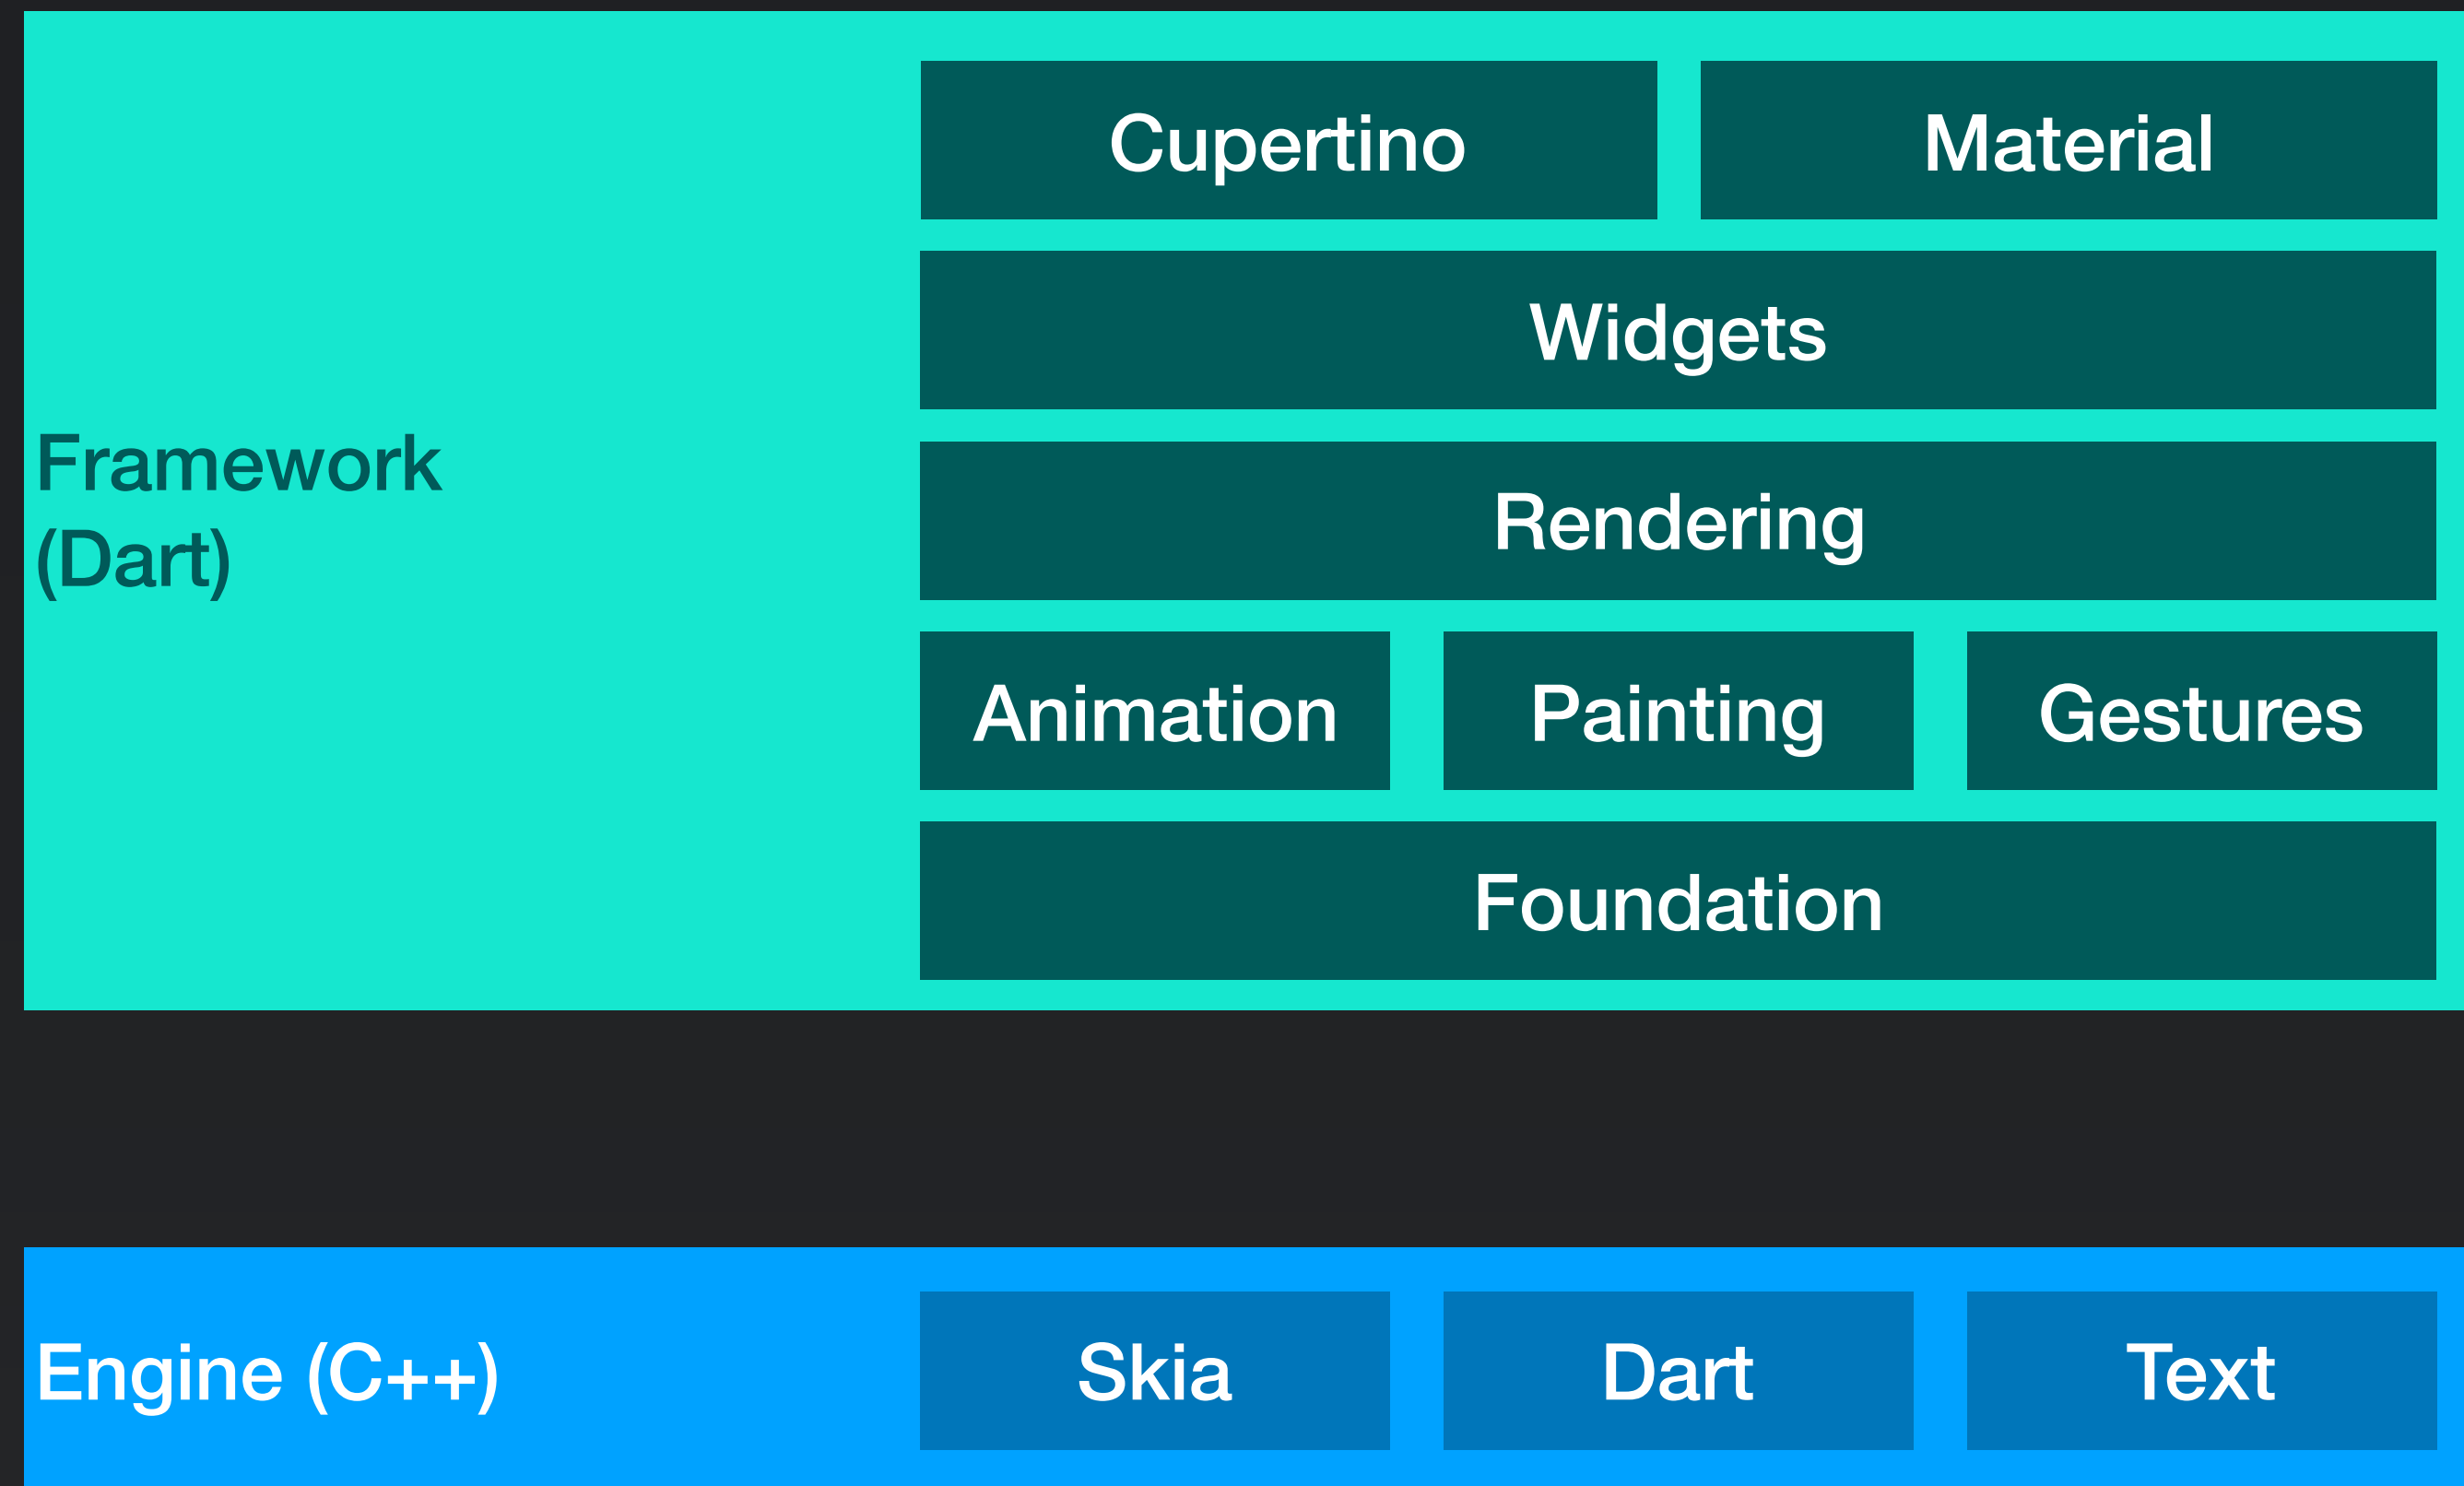 Cupertino
Material
Widgets
Framework
(Dart)
Rendering
Animation
Painting
Gestures
Foundation
Engine (C++)
Skia
Dart
Text